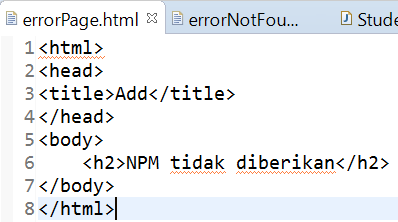 errorPage.html errorNotFou... Stude
1 <html>
2 <head>
3 <title>Add</title>
4 </head>
5 <body>
6     <h2>NPM tidak diberikan</h2>
7 </body>
8 </html>